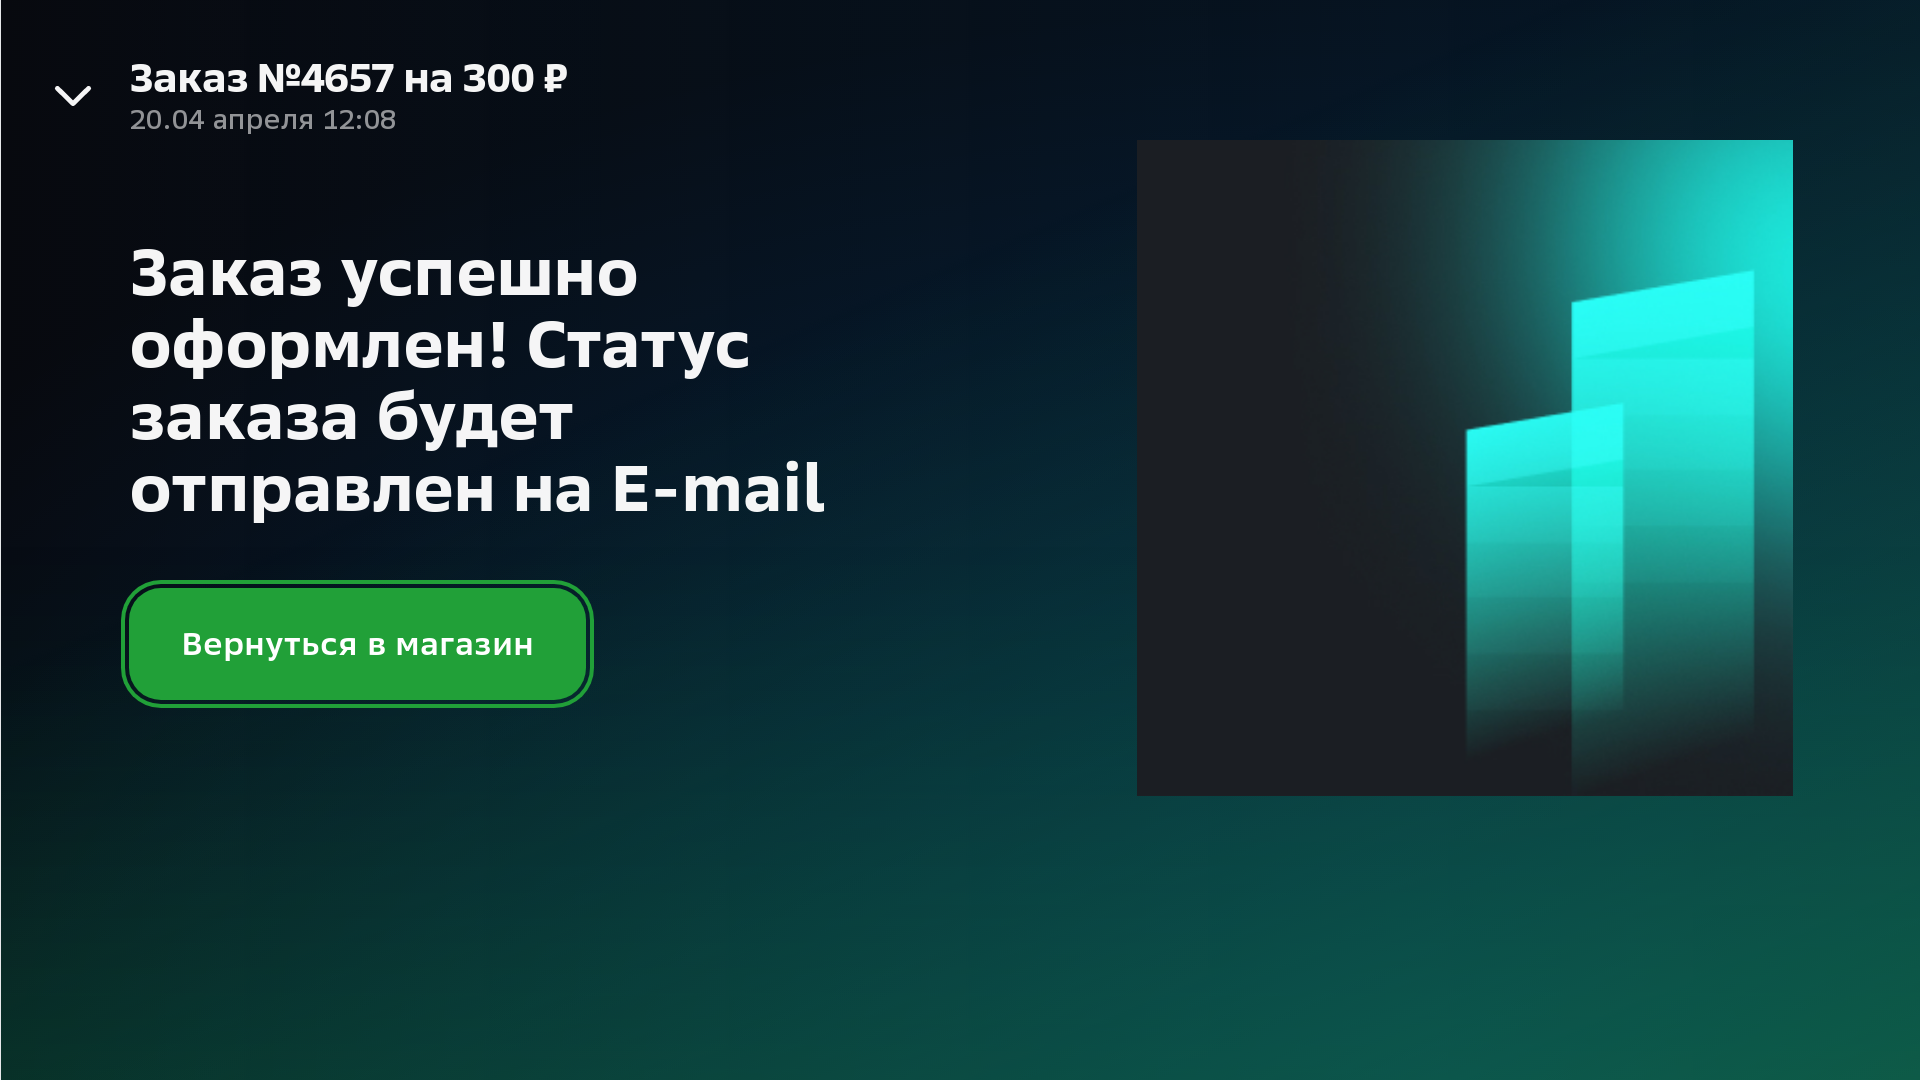 Заказ №4657 на 300 ₽
20.04 апреля 12:08
Заказ успешно
оформлен! Статус
заказа будет
отправлен на E-mail
Вернуться в магазин